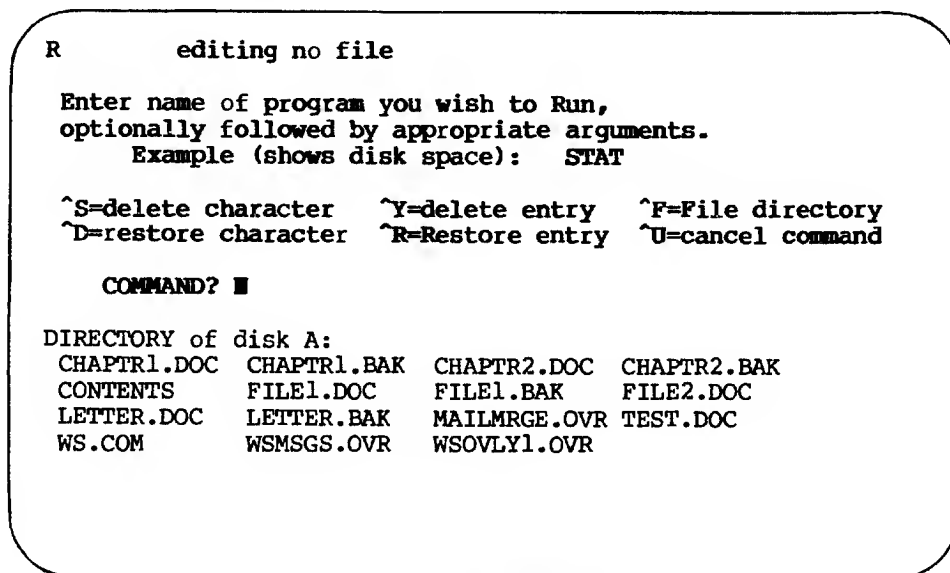 R        editing no file
Enter name of program you wish to Run,
optionally followed by appropriate arguments.
Example (shows disk space):   STAT
^S=delete character   ^Y=delete entry   ^F=File directory
^D=restore character  ^R=Restore entry  ^U=cancel command
COMMAND?
DIRECTORY of disk A:
CHAPTR1.DOC  CHAPTR1.BAK  CHAPTR2.DOC  CHAPTR2.BAK
CONTENTS     FILE1.DOC    FILE1.BAK    FILE2.DOC
LETTER.DOC   LETTER.BAK   MAILMRGE.OVR TEST.DOC
WS.COM       WSMSGS.OVR   WSOVLY1.OVR